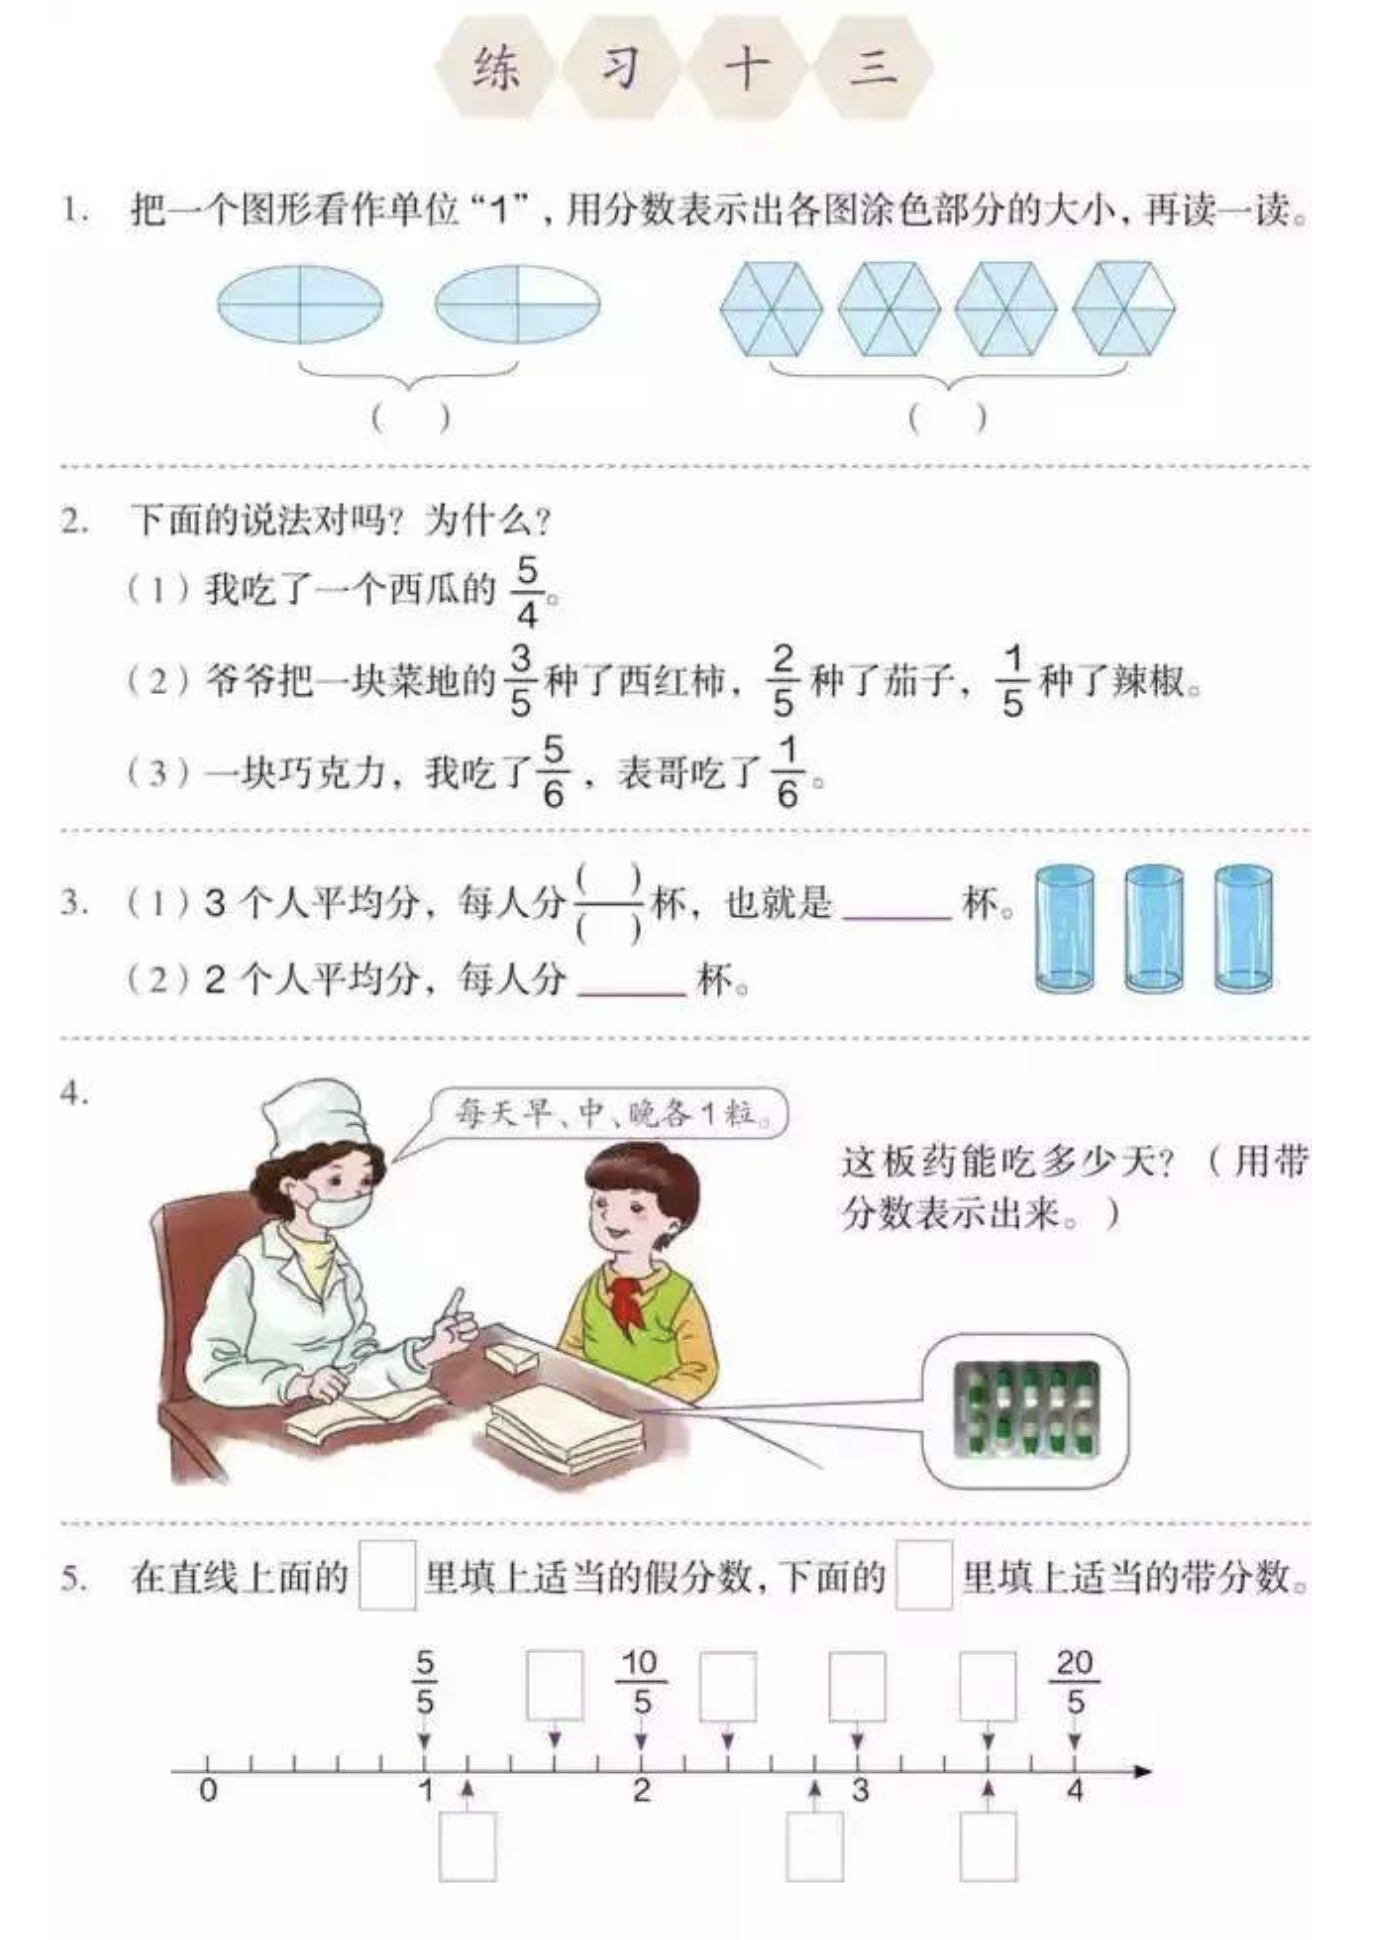 练习十三
1. 把一个图形看作单位“1”，用分数表示出各图涂色部分的大小，再读一读。
(   )   (   )
2. 下面的说法对吗？为什么？
（1）我吃了一个西瓜的 5/4。
（2）爷爷把一块菜地的 3/5 种了西红柿，2/5 种了茄子，1/5 种了辣椒。
（3）一块巧克力，我吃了 5/6，表哥吃了 1/6。
3. （1）3 个人平均分，每人分 (   )/(   ) 杯，也就是 ______ 杯。
（2）2 个人平均分，每人分 ______ 杯。
4.
每天早、中、晚各1粒。
这板药能吃多少天？（用带
分数表示出来。）
5. 在直线上面的 □ 里填上适当的假分数，下面的 □ 里填上适当的带分数。
5/5 □ 10/5 □ □ □ 20/5
0 1 2 3 4
□ □ □